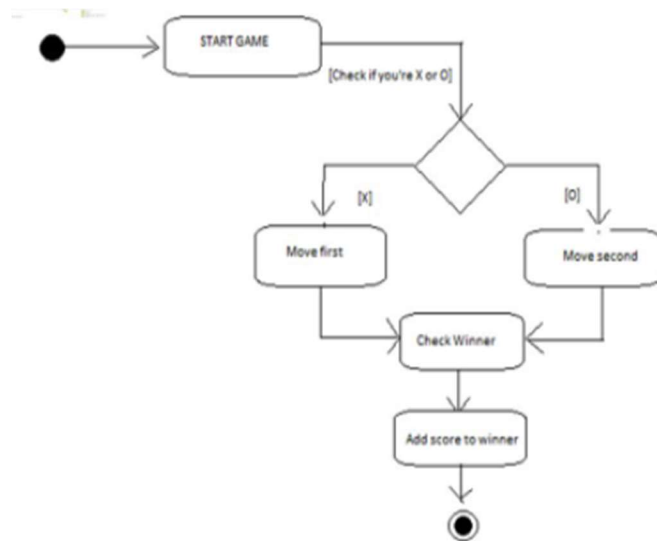 START GAME
[Check if you're X or O]
[X]
[O]
Move first
Move second
Check Winner
Add score to winner